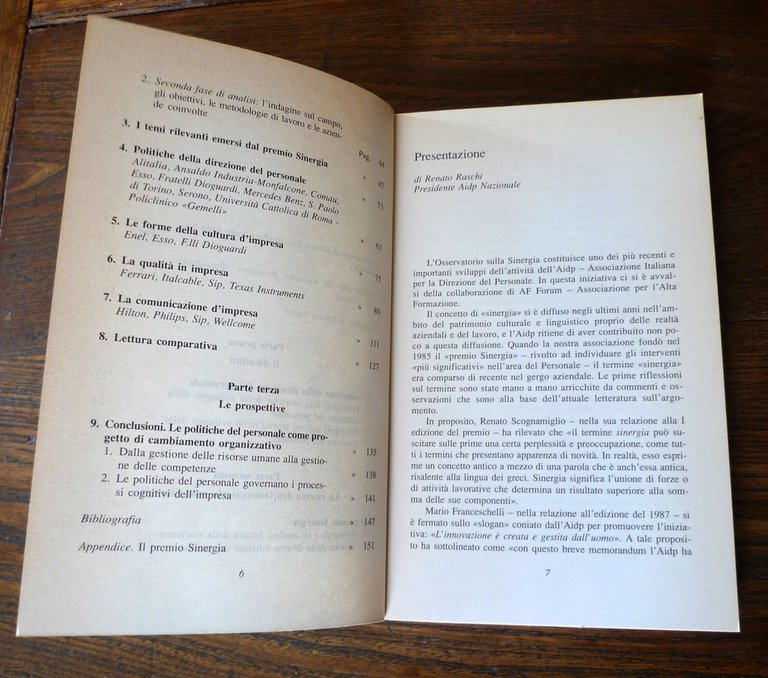 2. Seconda fase di analisi: l'indagine sul campo,
gli obiettivi, le metodologie di lavoro e le azien-
de coinvolte Pag. 44
3. I temi rilevanti emersi dal premio Sinergia » 47
4. Politiche della direzione del personale » 53
Alitalia, Ansaldo Industria-Monfalcone, Comau,
Esso, Fratelli Dioguardi, Mercedes Benz, S. Paolo
di Torino, Serono, Università Cattolica di Roma -
Policlinico «Gemelli»
5. Le forme della cultura d'impresa » 61
Enel, Esso, F.lli Dioguardi
6. La qualità in impresa » 75
Ferrari, Italcable, Sip, Texas Instruments
7. La comunicazione d'impresa » 89
Hilton, Philips, Sip, Wellcome » 111
8. Lettura comparativa » 127
Parte terza
Le prospettive
9. Conclusioni. Le politiche del personale come pro-
getto di cambiamento organizzativo » 135
1. Dalla gestione delle risorse umane alla gestio-
ne delle competenze » 138
2. Le politiche del personale governano i proces-
si cognitivi dell'impresa » 141
Bibliografia » 147
Appendice. Il premio Sinergia » 151
6
Presentazione
di Renato Raschi
Presidente Aidp Nazionale
L'Osservatorio sulla Sinergia costituisce uno dei più recenti e
importanti sviluppi dell'attività dell'Aidp – Associazione Italiana
per la Direzione del Personale. In questa iniziativa ci si è avval-
si della collaborazione di AF Forum – Associazione per l'Alta
Formazione.
Il concetto di «sinergia» si è diffuso negli ultimi anni nell'am-
bito del patrimonio culturale e linguistico proprio delle realtà
aziendali e del lavoro, e l'Aidp ritiene di aver contribuito non po-
co a questa diffusione. Quando la nostra associazione fondò nel
1985 il «premio Sinergia» – rivolto ad individuare gli interventi
«più significativi» nell'area del Personale – il termine «sinergia»
era comparso di recente nel gergo aziendale. Le prime riflessioni
sul termine sono state mano a mano arricchite da commenti e os-
servazioni che sono alla base dell'attuale letteratura sull'argo-
mento.
In proposito, Renato Scognamiglio – nella sua relazione alla I
edizione del premio – ha rilevato che «il termine sinergia può su-
scitare sulle prime una certa perplessità e preoccupazione, come tut-
ti i termini che presentano apparenza di novità. In realtà, esso espri-
me un concetto antico a mezzo di una parola che è anch'essa antica,
risalente alla lingua dei greci. Sinergia significa l'unione di forze o
di attività lavorative che determina un risultato superiore alla somma
delle sue componenti».
Mario Franceschelli – nella relazione all'edizione del 1987 – si
è fermato sullo «slogan» coniato dall'Aidp per promuovere l'inizia-
tiva: «L'innovazione è creata e gestita dall'uomo». A tale proposi-
to ha sottolineato come «con questo breve memorandum l'Aidp ha
7